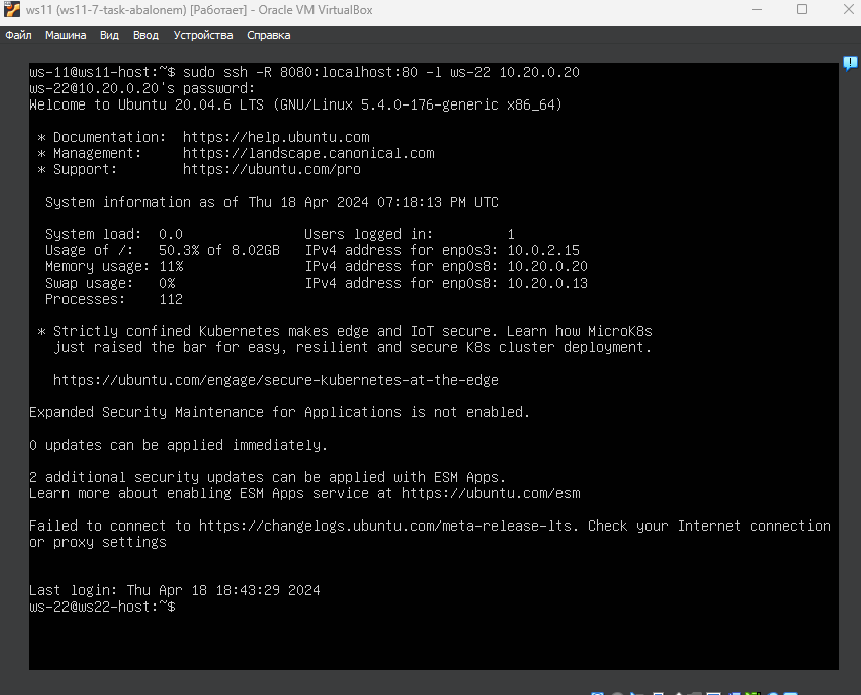 ws11 (ws11-7-task-abalonem) [Работает] - Oracle VM VirtualBox
Файл Машина Вид Ввод Устройства Справка
ws-11@ws11-host:~$ sudo ssh -R 8080:localhost:80 -l ws-22 10.20.0.20
ws-22@10.20.0.20's password:
Welcome to Ubuntu 20.04.6 LTS (GNU/Linux 5.4.0-176-generic x86_64)
* Documentation: https://help.ubuntu.com
* Management: https://landscape.canonical.com
* Support: https://ubuntu.com/pro
System information as of Thu 18 Apr 2024 07:18:13 PM UTC
System load: 0.0 Users logged in: 1
Usage of /: 50.3% of 8.02GB IPv4 address for enp0s3: 10.0.2.15
Memory usage: 11% IPv4 address for enp0s8: 10.20.0.20
Swap usage: 0% IPv4 address for enp0s8: 10.20.0.13
Processes: 112
* Strictly confined Kubernetes makes edge and IoT secure. Learn how MicroK8s
just raised the bar for easy, resilient and secure K8s cluster deployment.
https://ubuntu.com/engage/secure-kubernetes-at-the-edge
Expanded Security Maintenance for Applications is not enabled.
0 updates can be applied immediately.
2 additional security updates can be applied with ESM Apps.
Learn more about enabling ESM Apps service at https://ubuntu.com/esm
Failed to connect to https://changelogs.ubuntu.com/meta-release-lts. Check your Internet connection
or proxy settings
Last login: Thu Apr 18 18:43:29 2024
ws-22@ws22-host:~$